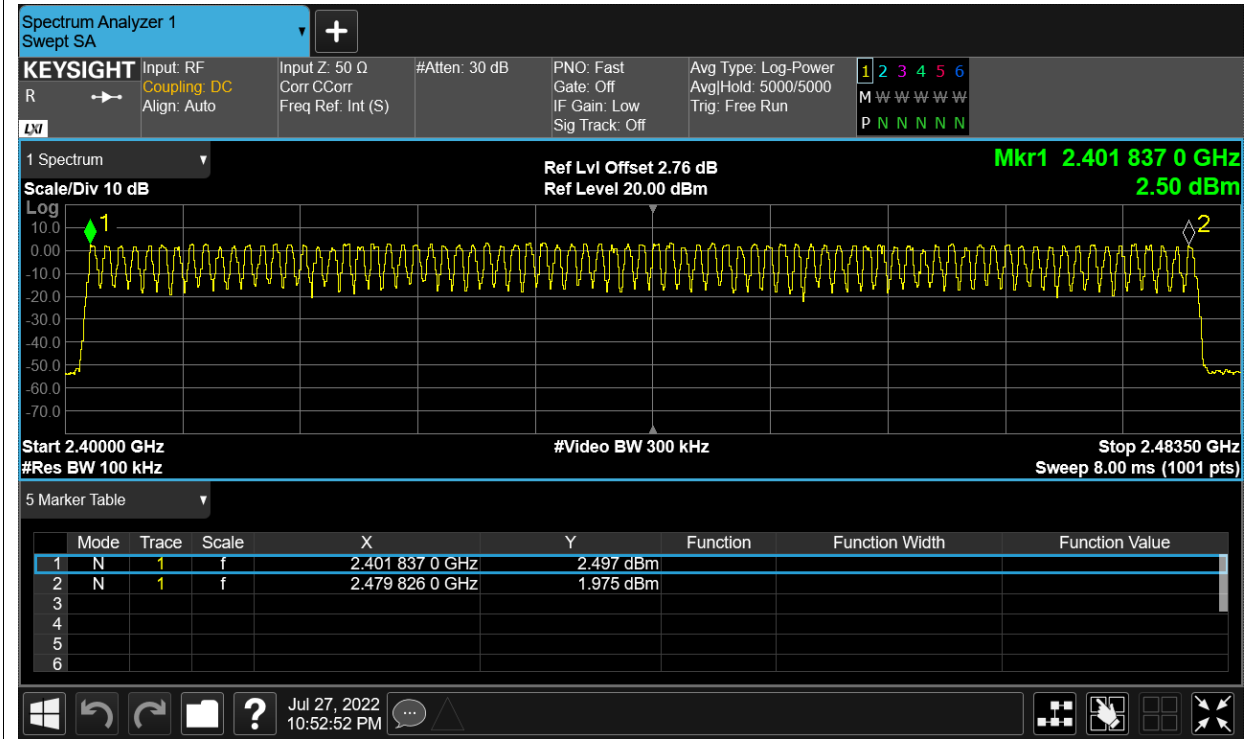 Spectrum Analyzer 1
Swept SA
KEYSIGHT
R
LXI
Input: RF
Coupling: DC
Align: Auto
Input Z: 50 Ω
Corr CCorr
Freq Ref: Int (S)
#Atten: 30 dB
PNO: Fast
Gate: Off
IF Gain: Low
Sig Track: Off
Avg Type: Log-Power
Avg|Hold: 5000/5000
Trig: Free Run
1 2 3 4 5 6
M W W W W W
P N N N N N
1 Spectrum
Scale/Div 10 dB
Ref Lvl Offset 2.76 dB
Ref Level 20.00 dBm
Mkr1 2.401 837 0 GHz
2.50 dBm
Log
10.0
0.00
-10.0
-20.0
-30.0
-40.0
-50.0
-60.0
-70.0
1
2
Start 2.40000 GHz
#Res BW 100 kHz
#Video BW 300 kHz
Stop 2.48350 GHz
Sweep 8.00 ms (1001 pts)
5 Marker Table
Mode Trace Scale X Y Function Function Width Function Value
1 N 1 f 2.401 837 0 GHz 2.497 dBm
2 N 1 f 2.479 826 0 GHz 1.975 dBm
3
4
5
6
Jul 27, 2022
10:52:52 PM